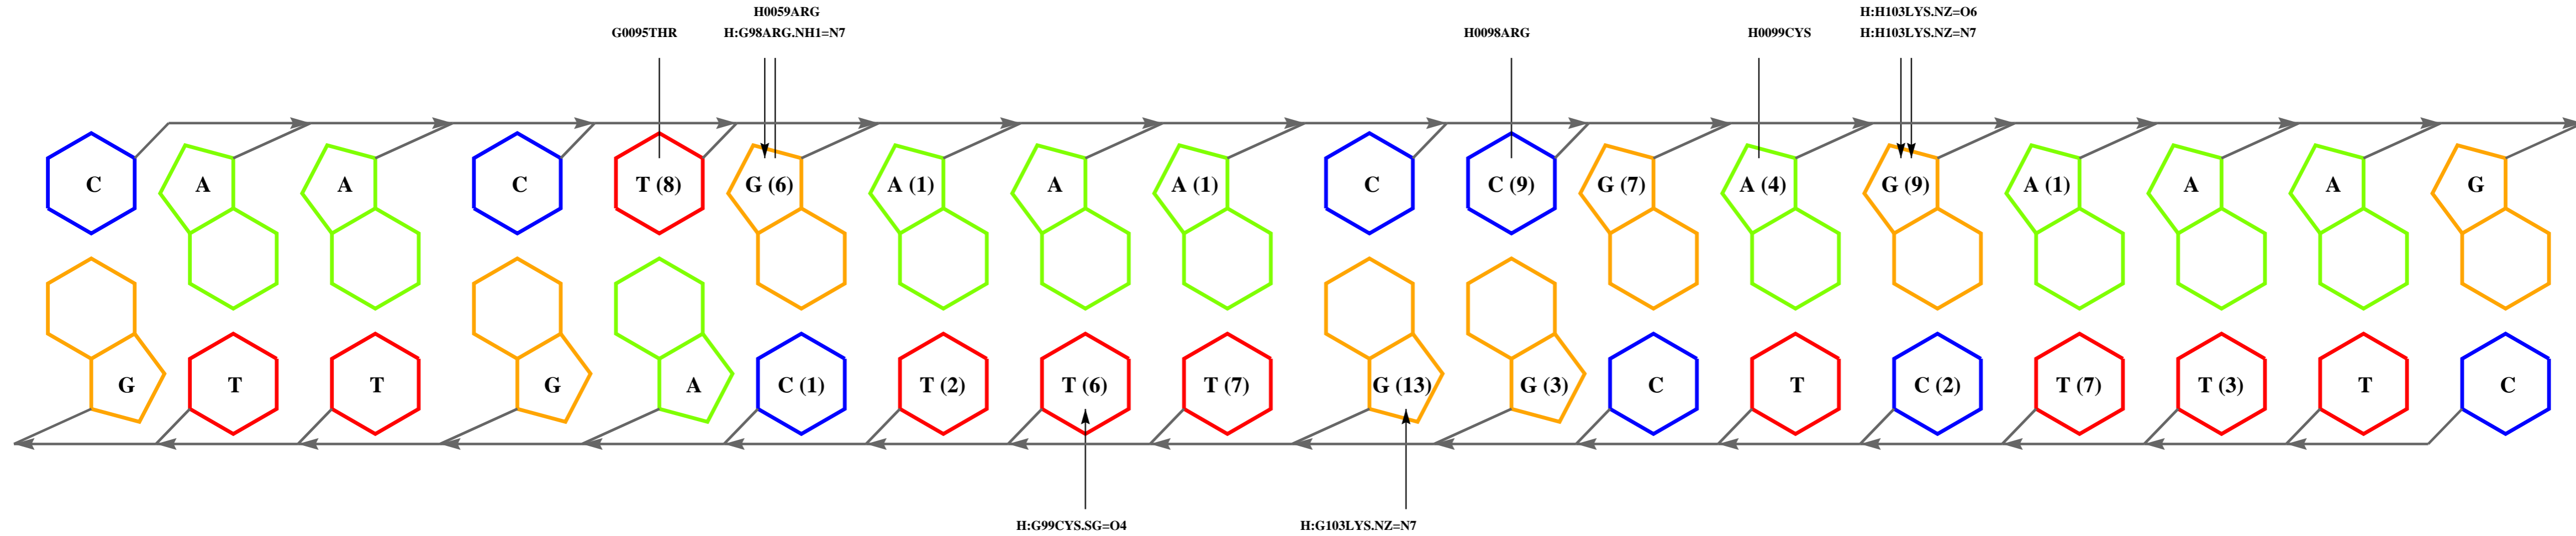 H0059ARG
H:H103LYS.NZ=O6
G0095THR
H:G98ARG.NH1=N7
H0098ARG
H0099CYS
H:H103LYS.NZ=N7
C A A C T (8) G (6) A (1) A A (1) C C (9) G (7) A (4) G (9) A (1) A A G
G T T G A C (1) T (2) T (6) T (7) G (13) G (3) C T C (2) T (7) T (3) T C
H:G99CYS.SG=O4
H:G103LYS.NZ=N7